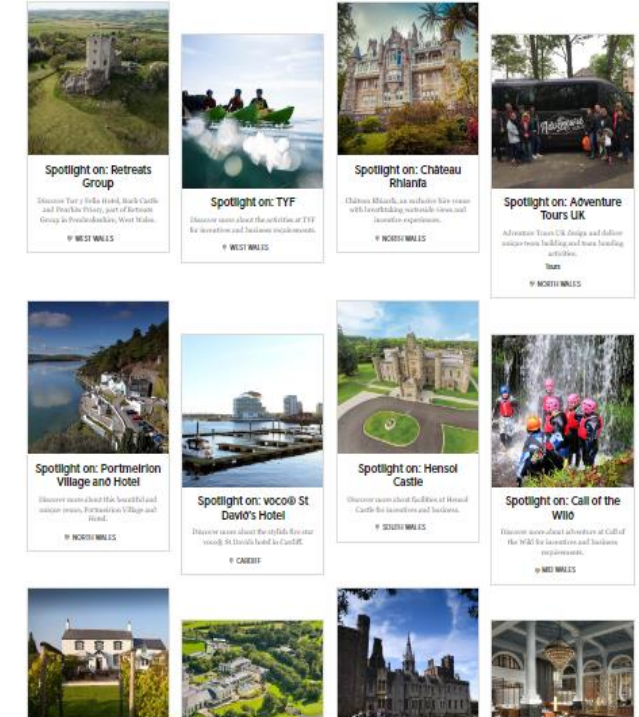 Spotlight on: Retreats
Group
Discover Twr y Felin Hotel, Roch Castle
and Penrhiw Priory, part of Retreats
Group in Pembrokeshire, West Wales.
WEST WALES
Spotlight on: TYF
Discover more about the activities at TYF
for incentives and business requirements.
WEST WALES
Spotlight on: Château
Rhianfa
Château Rhianfa, an exclusive hire venue
with breathtaking waterside views and
incentive experiences.
NORTH WALES
Adventure
Spotlight on: Adventure
Tours UK
Adventure Tours UK design and deliver
unique team building and team bonding
activities.
Tours
NORTH WALES
Spotlight on: Portmeirion
Village and Hotel
Discover more about this beautiful and
unique venue, Portmeirion Village and
Hotel.
NORTH WALES
Spotlight on: voco® St
David's Hotel
Discover more about the stylish five star
voco® St David's hotel in Cardiff.
CARDIFF
Spotlight on: Hensol
Castle
Discover more about facilities at Hensol
Castle for incentives and business.
SOUTH WALES
Spotlight on: Call of the
Wild
Discover more about adventure at Call of
the Wild for incentives and business
requirements.
MID WALES